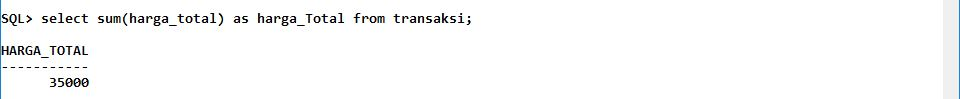 SQL> select sum(harga_total) as harga_Total from transaksi;
HARGA_TOTAL
-----------
35000